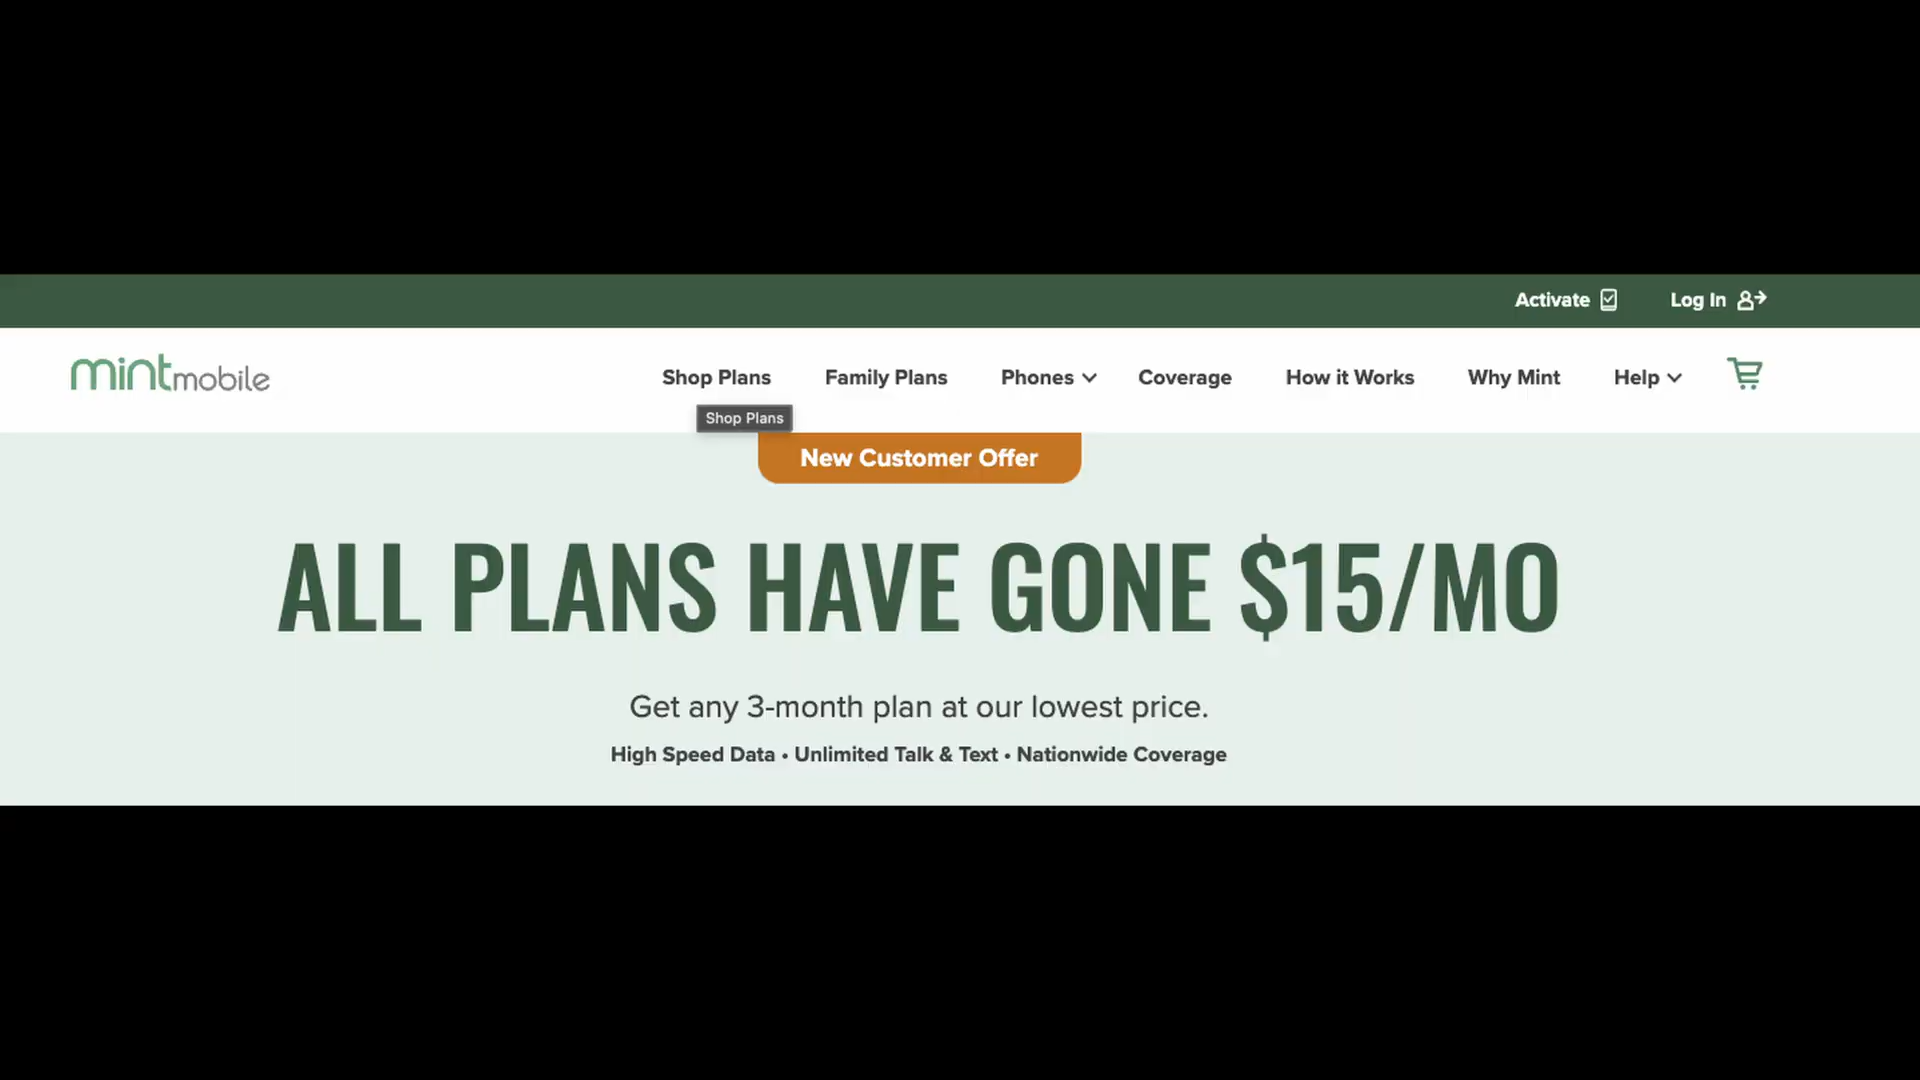 Activate
Log In
mintmobile
Shop Plans
Family Plans
Phones
Coverage
How it Works
Why Mint
Help
Shop Plans
New Customer Offer
ALL PLANS HAVE GONE $15/MO
Get any 3-month plan at our lowest price.
High Speed Data • Unlimited Talk & Text • Nationwide Coverage